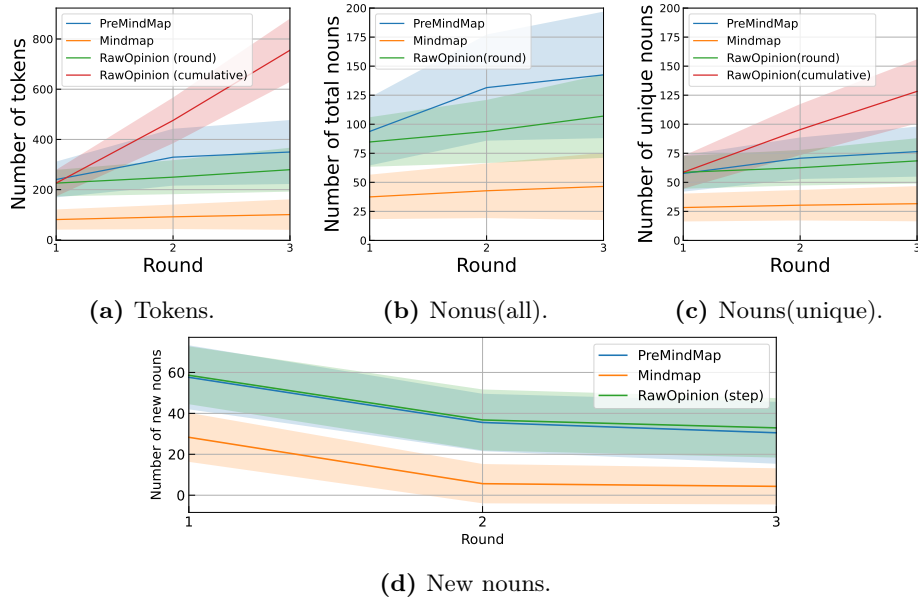 PreMindMap
Mindmap
RawOpinion (round)
RawOpinion (cumulative)
Number of tokens
800
600
400
200
0
1
2
3
Round
(a) Tokens.
PreMindMap
Mindmap
RawOpinion(round)
Number of total nouns
200
175
150
125
100
75
50
25
0
1
2
3
Round
(b) Nonus(all).
PreMindMap
Mindmap
RawOpinion(round)
RawOpinion(cumulative)
Number of unique nouns
200
175
150
125
100
75
50
25
0
1
2
3
Round
(c) Nouns(unique).
PreMindMap
Mindmap
RawOpinion (step)
Number of new nouns
60
40
20
0
1
2
3
Round
(d) New nouns.